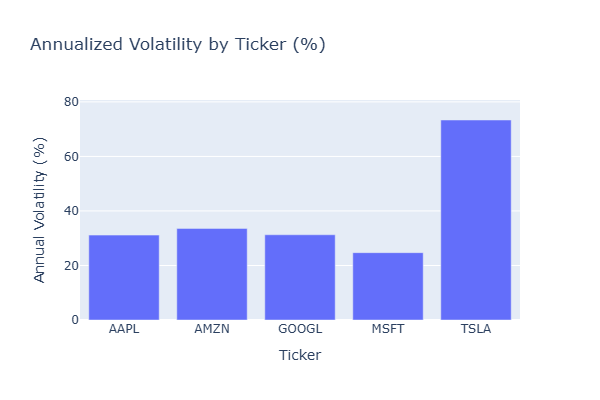 Annualized Volatility by Ticker (%)
80
60
40
20
0
Annual Volatility (%)
AAPL
AMZN
GOOGL
MSFT
TSLA
Ticker